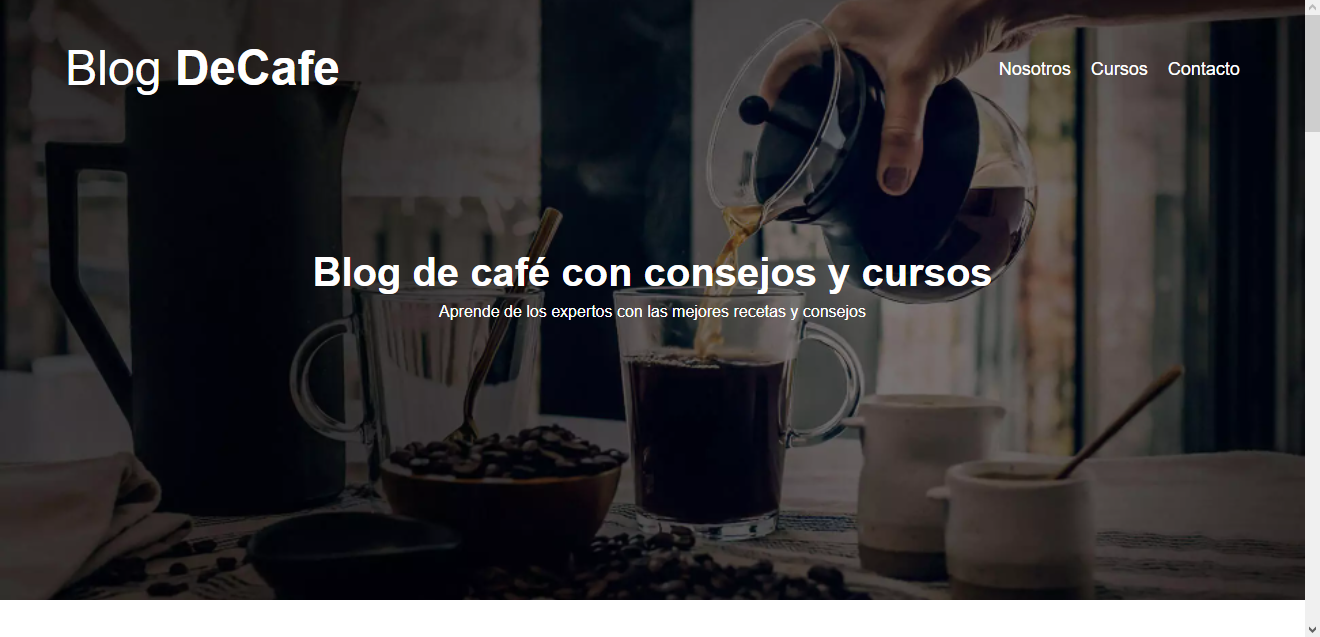 Blog DeCafe
Nosotros Cursos Contacto
Blog de café con consejos y cursos
Aprende de los expertos con las mejores recetas y consejos